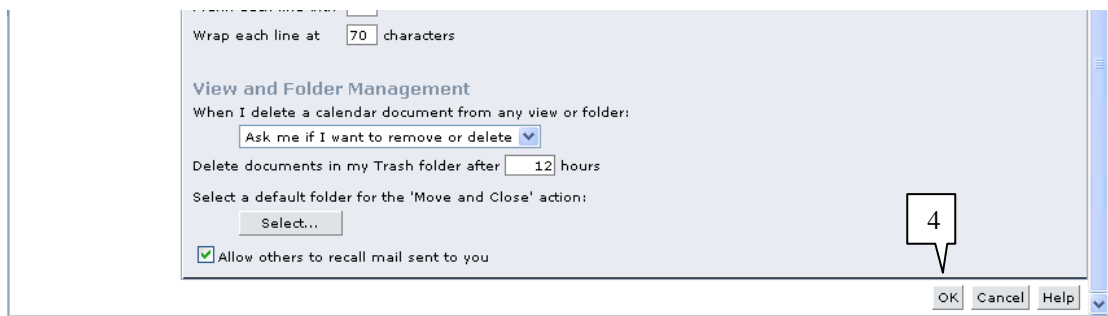 Wrap each line at 70 characters
View and Folder Management
When I delete a calendar document from any view or folder:
Ask me if I want to remove or delete
Delete documents in my Trash folder after 12 hours
Select a default folder for the 'Move and Close' action:
Select...
4
Allow others to recall mail sent to you
OK Cancel Help